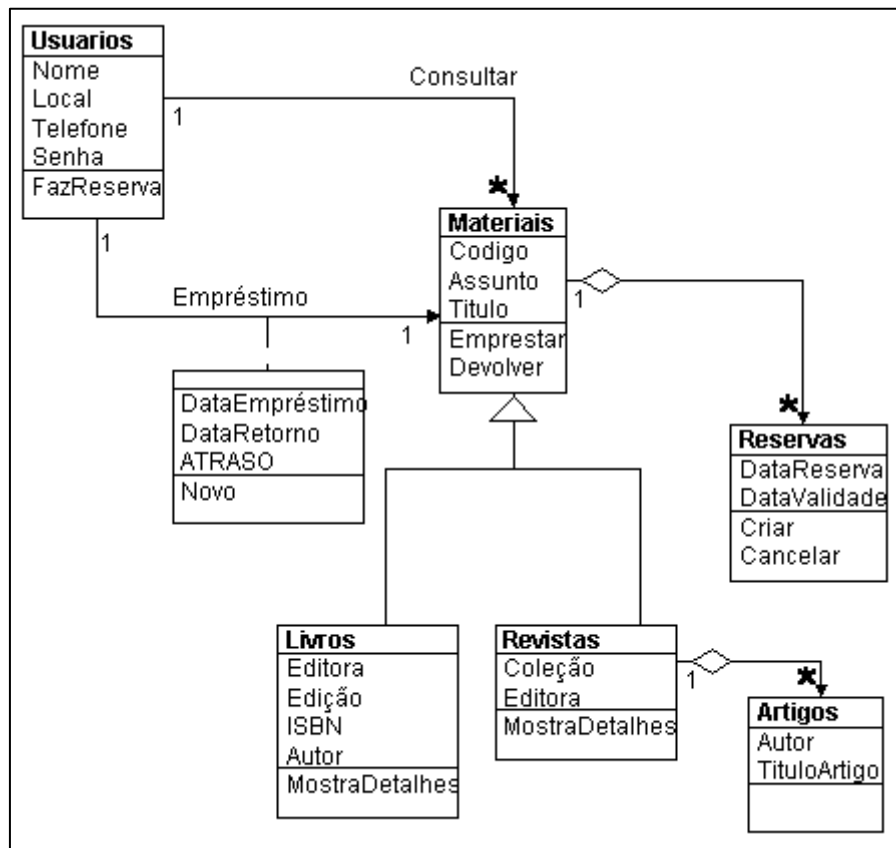 Usuarios
Nome
Local
Telefone
Senha
FazReserva
Consultar
1
*
1
Empréstimo
1
Materiais
Codigo
Assunto
Titulo
Emprestar
Devolver
1
*
DataEmpréstimo
DataRetorno
ATRASO
Novo
Reservas
DataReserva
DataValidade
Criar
Cancelar
Livros
Editora
Edição
ISBN
Autor
MostraDetalhes
Revistas
Coleção
Editora
MostraDetalhes
1
*
Artigos
Autor
TituloArtigo